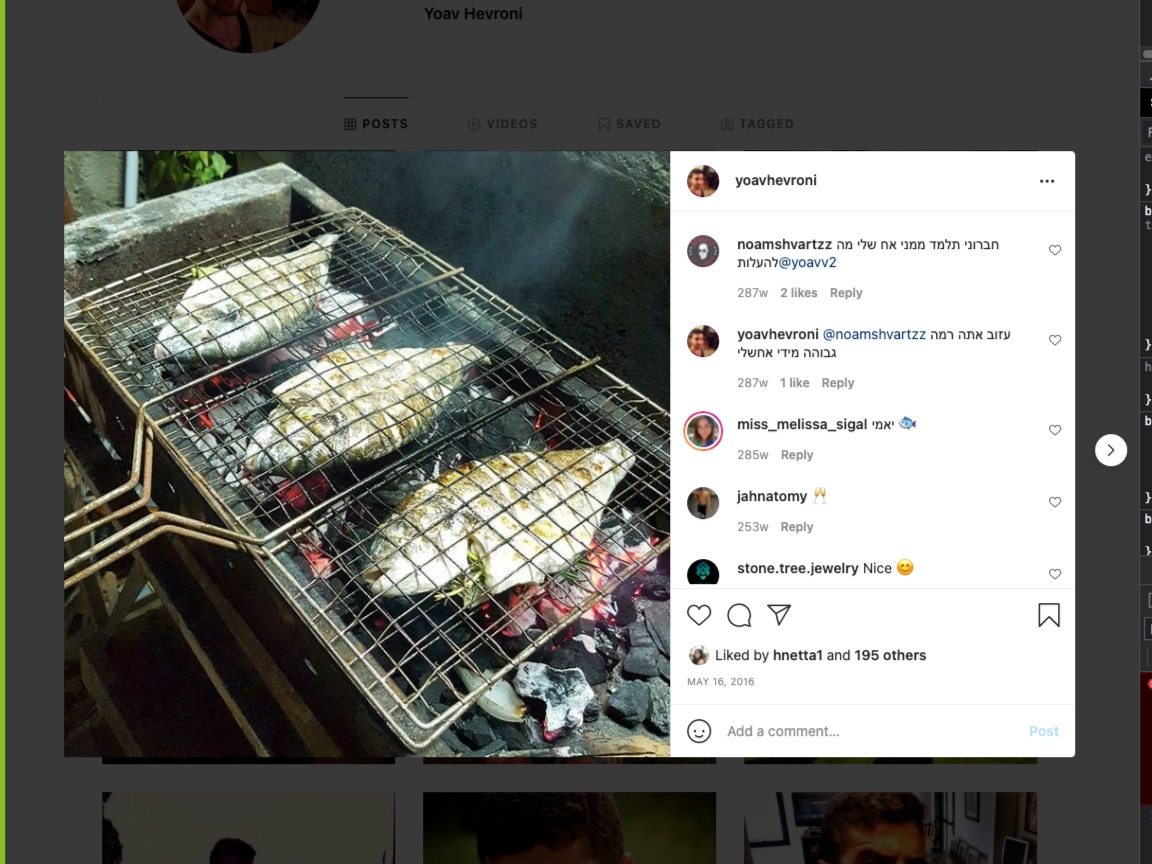 Yoav Hevroni
POSTS
VIDEOS
SAVED
TAGGED
yoavhevroni
noamshvartzz חברוני תלמד ממני אח שלי מה
להעלות@yoavv2
287w 2 likes Reply
yoavhevroni @noamshvartzz עזוב אתה רמה
גבוהה מידי אחשלי
287w 1 like Reply
miss_melissa_sigal יאמי 🐟
285w Reply
jahnatomy 🥂
253w Reply
stone.tree.jewelry Nice 😊
Liked by hnetta1 and 195 others
MAY 16, 2016
Add a comment...
Post